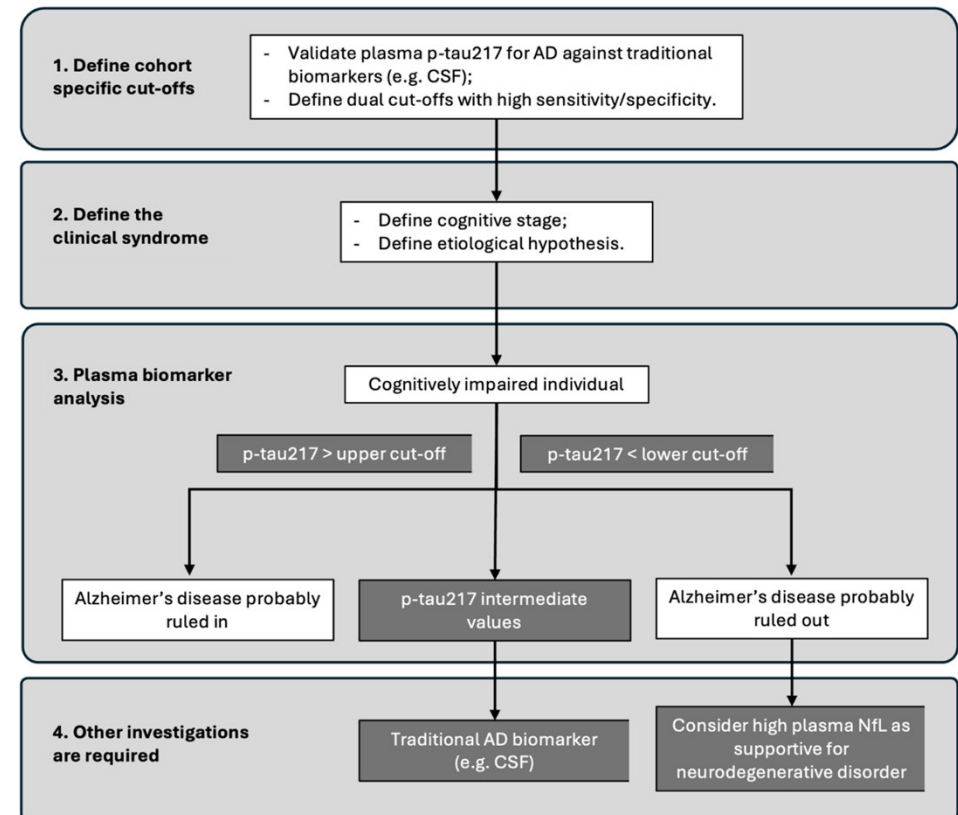 1. Define cohort
specific cut-offs
- Validate plasma p-tau217 for AD against traditional
biomarkers (e.g. CSF);
- Define dual cut-offs with high sensitivity/specificity.
2. Define the
clinical syndrome
- Define cognitive stage;
- Define etiological hypothesis.
3. Plasma biomarker
analysis
Cognitively impaired individual
p-tau217 > upper cut-off
p-tau217 < lower cut-off
Alzheimer’s disease probably
ruled in
p-tau217 intermediate
values
Alzheimer’s disease probably
ruled out
4. Other investigations
are required
Traditional AD biomarker
(e.g. CSF)
Consider high plasma NfL as
supportive for
neurodegenerative disorder